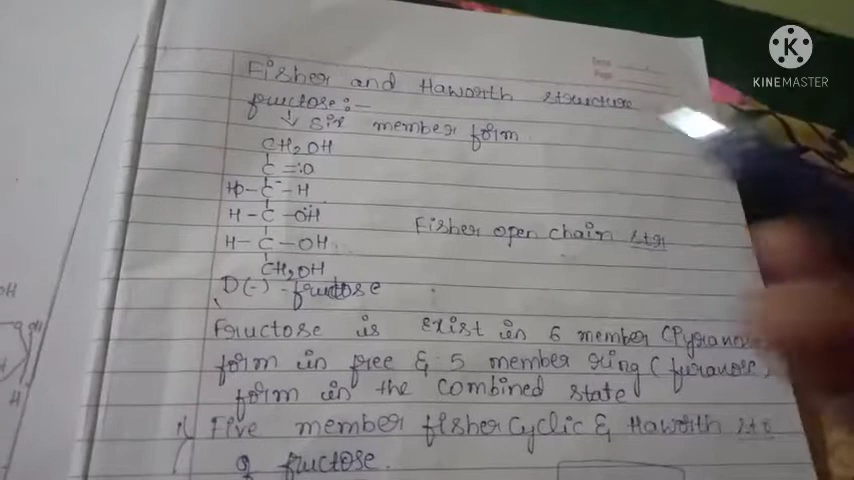 KINEMASTER
Fisher and Haworth structure
fructose:-
↓ six member form
CH2OH
C=:O
HO-C-H
H-C-OH
H-C-OH
CH2OH
Fisher open chain str
D(-)-fructose
Fructose is exist in 6 member (Pyranose
form in free & 5 member ring (furanose)
form in the combined state
Five member fisher cyclic & Haworth str
of fructose.
OH
H